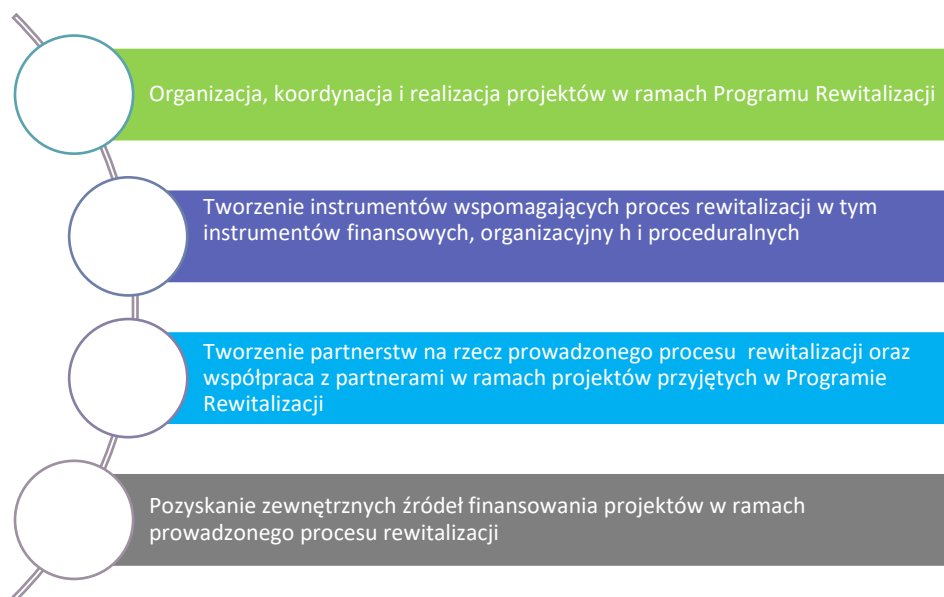 Organizacja, koordynacja i realizacja projektów w ramach Programu Rewitalizacji
Tworzenie instrumentów wspomagających proces rewitalizacji w tym
instrumentów finansowych, organizacyjny h i proceduralnych
Tworzenie partnerstw na rzecz prowadzonego procesu  rewitalizacji oraz
współpraca z partnerami w ramach projektów przyjętych w Programie
Rewitalizacji
Pozyskanie zewnętrznych źródeł finansowania projektów w ramach
prowadzonego procesu rewitalizacji